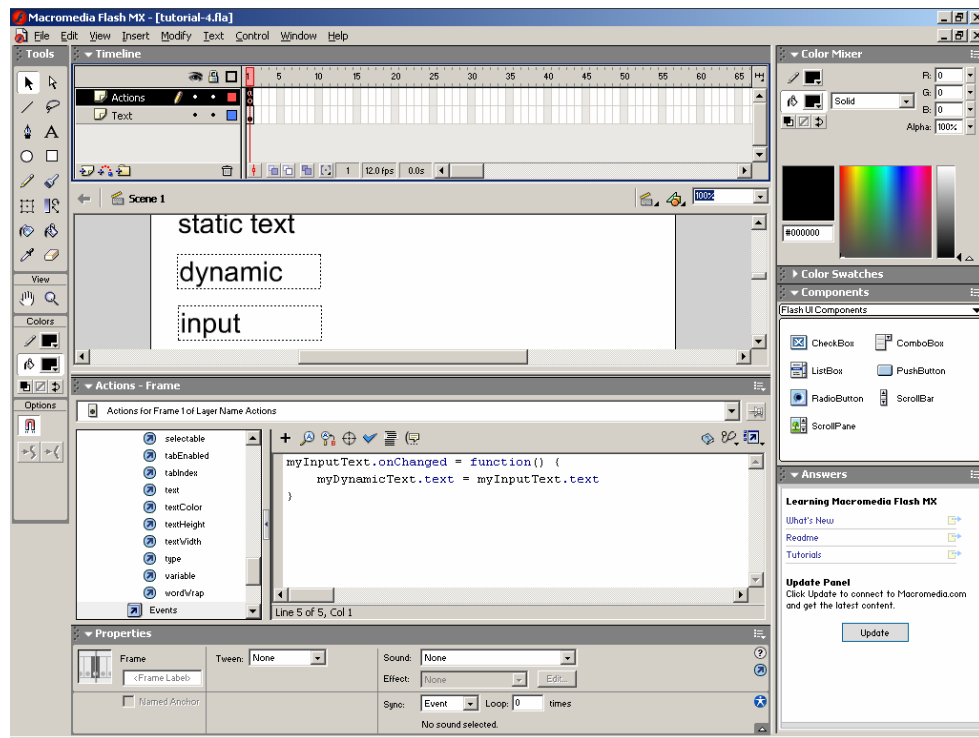 Macromedia Flash MX - [tutorial-4.fla]
File Edit View Insert Modify Text Control Window Help
Tools
Timeline
1 5 10 15 20 25 30 35 40 45 50 55 60 65
Actions
Text
1 12.0 fps 0.0s
Scene 1
100%
static text
dynamic
input
View
Colors
Options
Actions - Frame
Actions for Frame 1 of Layer Name Actions
selectable
tabEnabled
tabIndex
text
textColor
textHeight
textWidth
type
variable
wordWrap
Events
myInputText.onChanged = function() {
myDynamicText.text = myInputText.text
}
Line 5 of 5, Col 1
Properties
Frame
<Frame Label>
Named Anchor
Tween: None
Sound: None
Effect: None Edit...
Sync: Event Loop: 0 times
No sound selected.
Color Mixer
R: 0
Solid G: 0
B: 0
Alpha: 100%
#000000
Color Swatches
Components
Flash UI Components
CheckBox ComboBox
ListBox PushButton
RadioButton ScrollBar
ScrollPane
Answers
Learning Macromedia Flash MX
What's New
Readme
Tutorials
Update Panel
Click Update to connect to Macromedia.com
and get the latest content.
Update